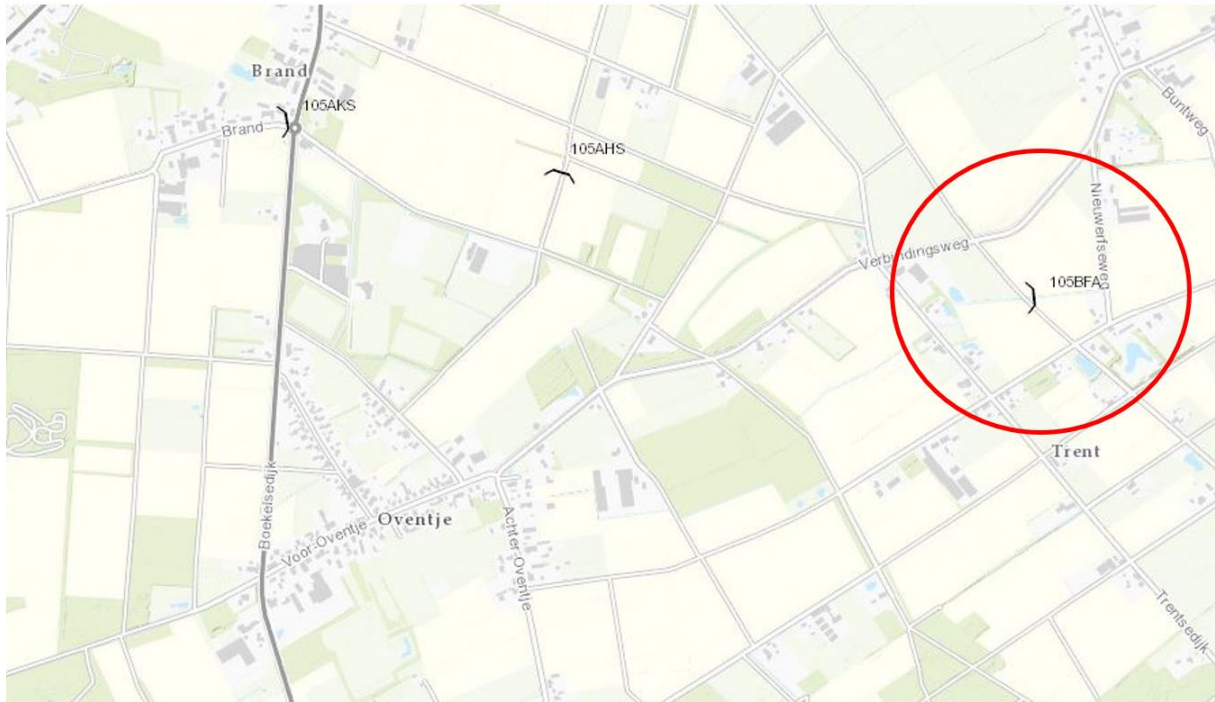 Brand
105AKS
Brand
105AHS
Buntweg
Nieuwerfseweg
Verbindingsweg
105BFA
Trent
Boekelsedijk
Oventje
Voor-Oventje
Achter-Oventje
Trentsedijk